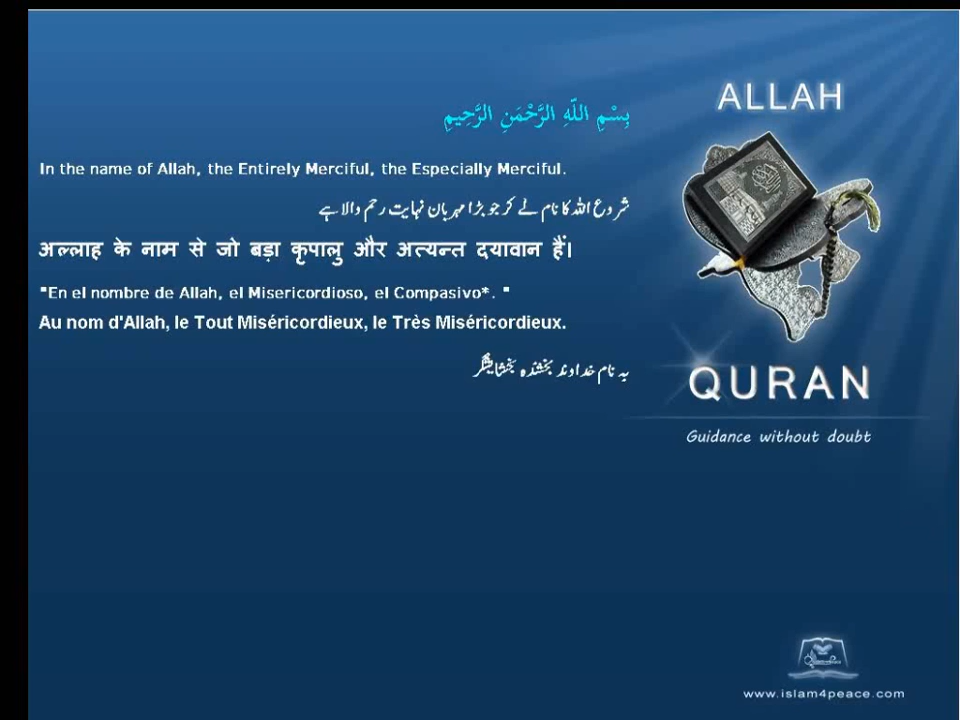 بِسْمِ اللَّهِ الرَّحْمَنِ الرَّحِيمِ
In the name of Allah, the Entirely Merciful, the Especially Merciful.
شروع اللہ کا نام لے کر جو بڑا مہربان نہایت رحم والا ہے
अल्लाह के नाम से जो बड़ा कृपालु और अत्यन्त दयावान हैं।
"En el nombre de Allah, el Misericordioso, el Compasivo*. "
Au nom d'Allah, le Tout Miséricordieux, le Très Miséricordieux.
به نام خداوند بخشنده بخشایشگر
ALLAH
QURAN
Guidance without doubt
www.islam4peace.com